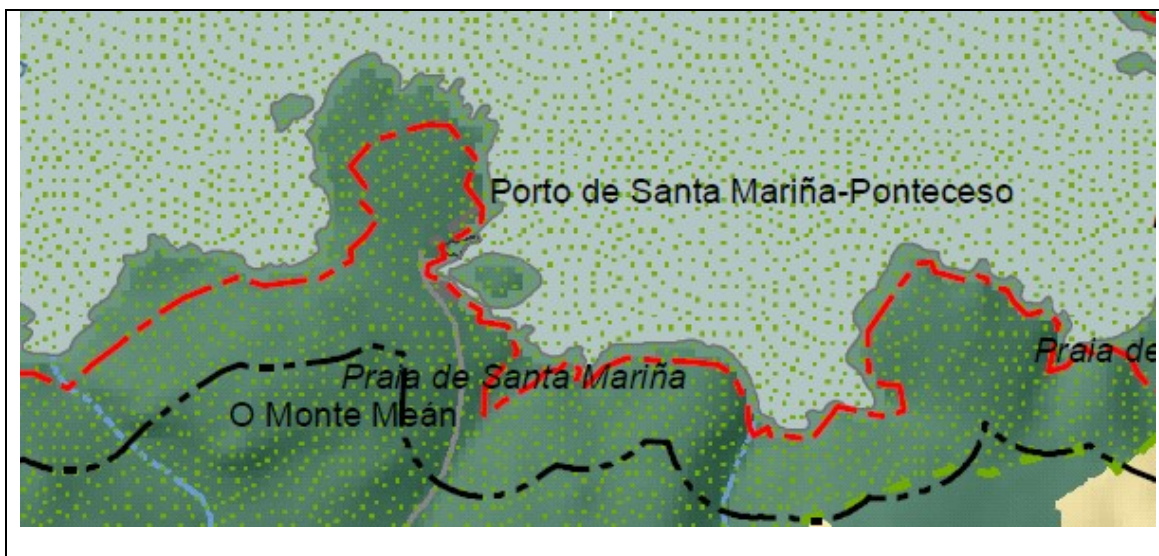 Porto de Santa Mariña-Ponteceso
Praia de Santa Mariña
Praia de
O Monte Meán